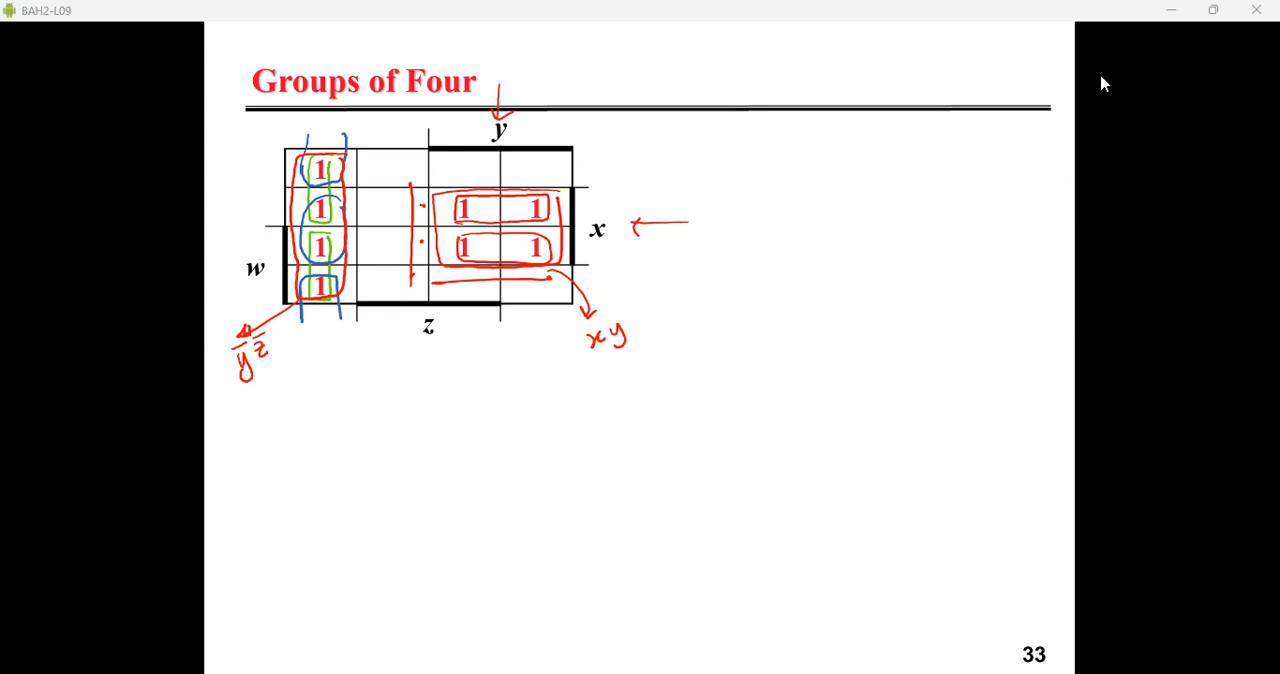 BAH2-L09
Groups of Four
y
1
1 1 1
x
1 1 1
w
1
z
y̅ z̅
xy
33